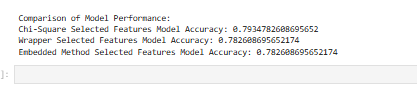 Comparison of Model Performance:
Chi-Square Selected Features Model Accuracy: 0.7934782608695652
Wrapper Selected Features Model Accuracy: 0.782608695652174
Embedded Method Selected Features Model Accuracy: 0.782608695652174
]: